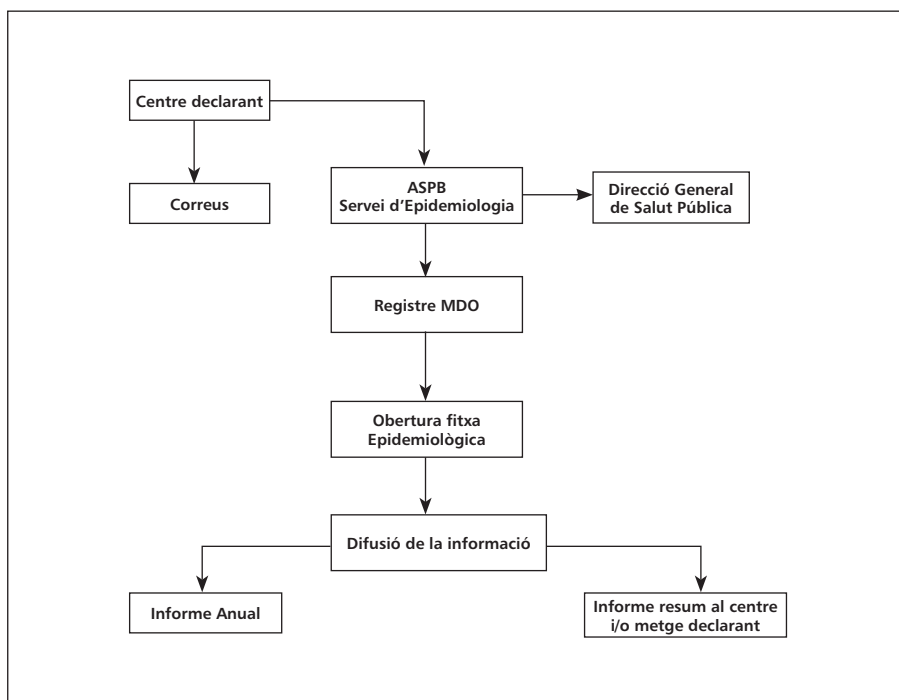 Centre declarant
ASPB
Servei d'Epidemiologia
Direcció General
de Salut Pública
Correus
Registre MDO
Obertura fitxa
Epidemiològica
Difusió de la informació
Informe Anual
Informe resum al centre
i/o metge declarant